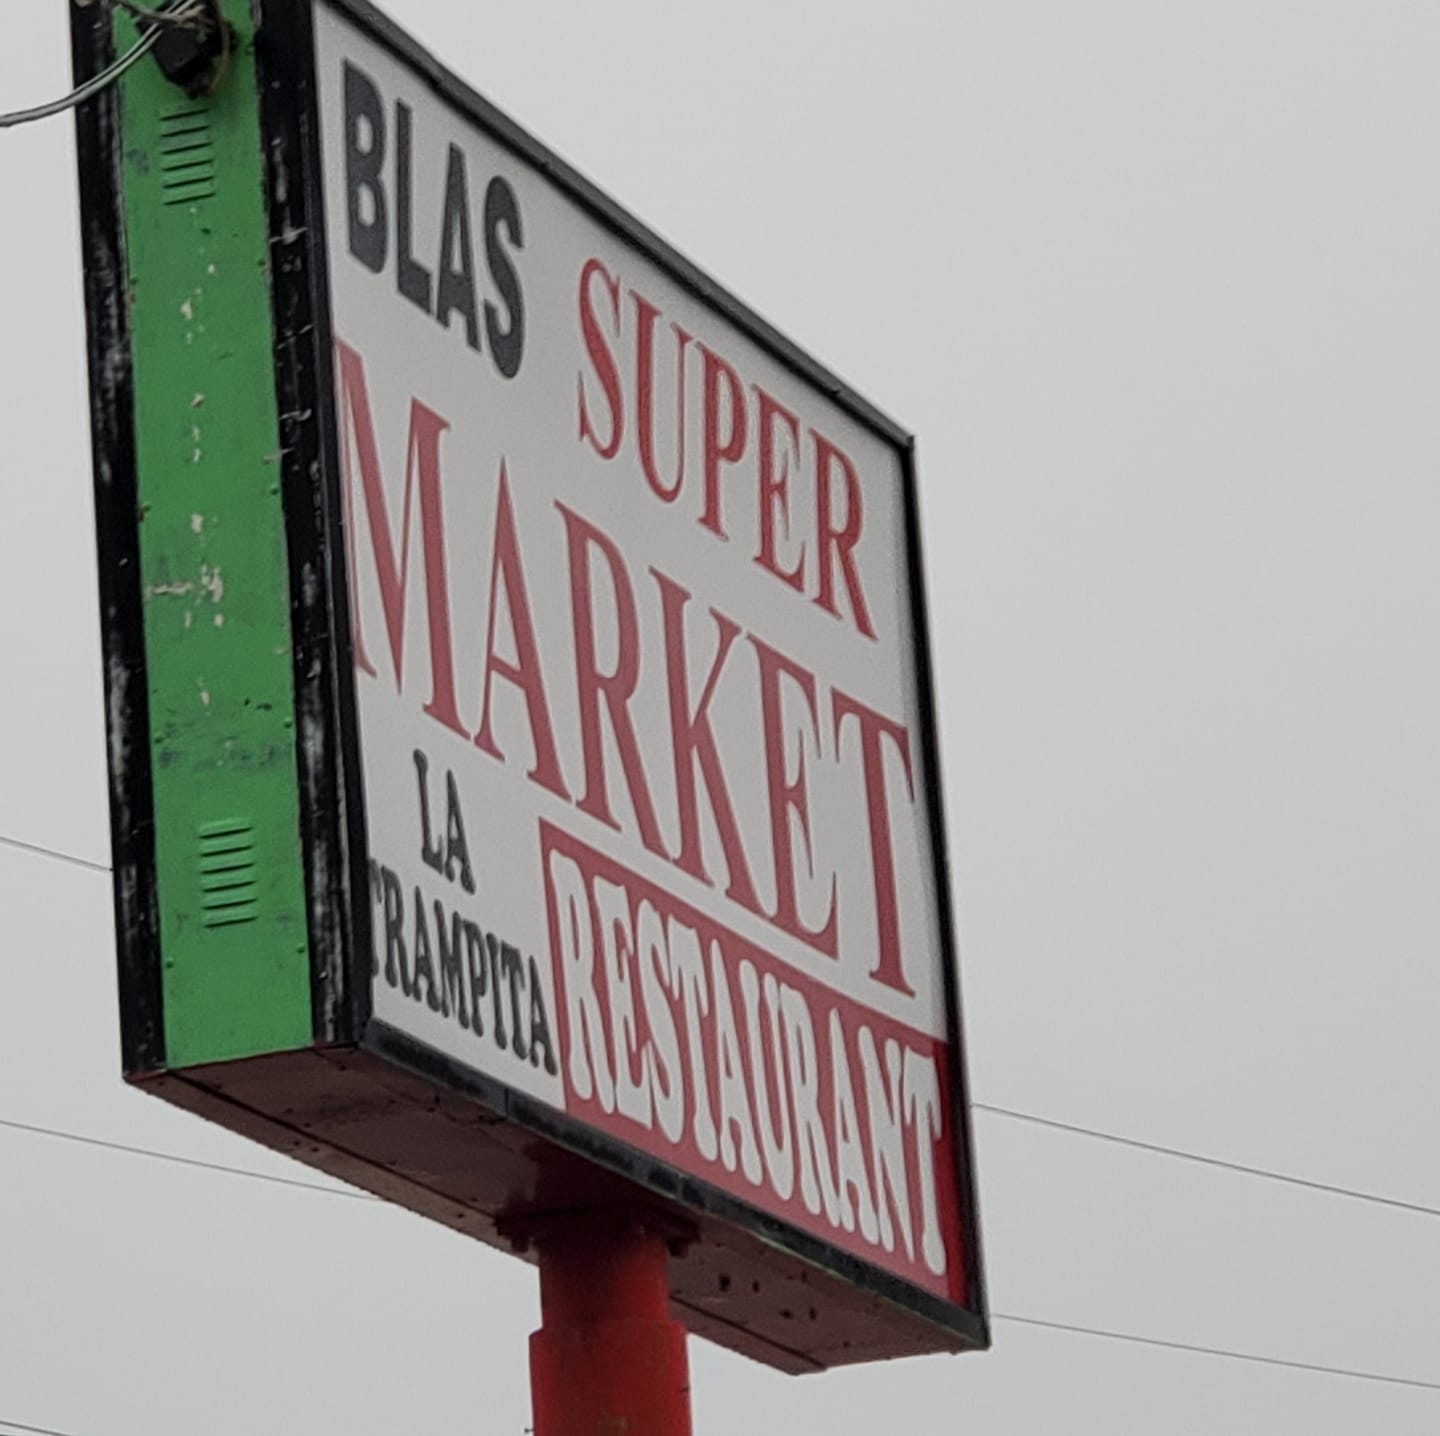 BLAS SUPER
MARKET
LA
TRAMPITA
RESTAURANT